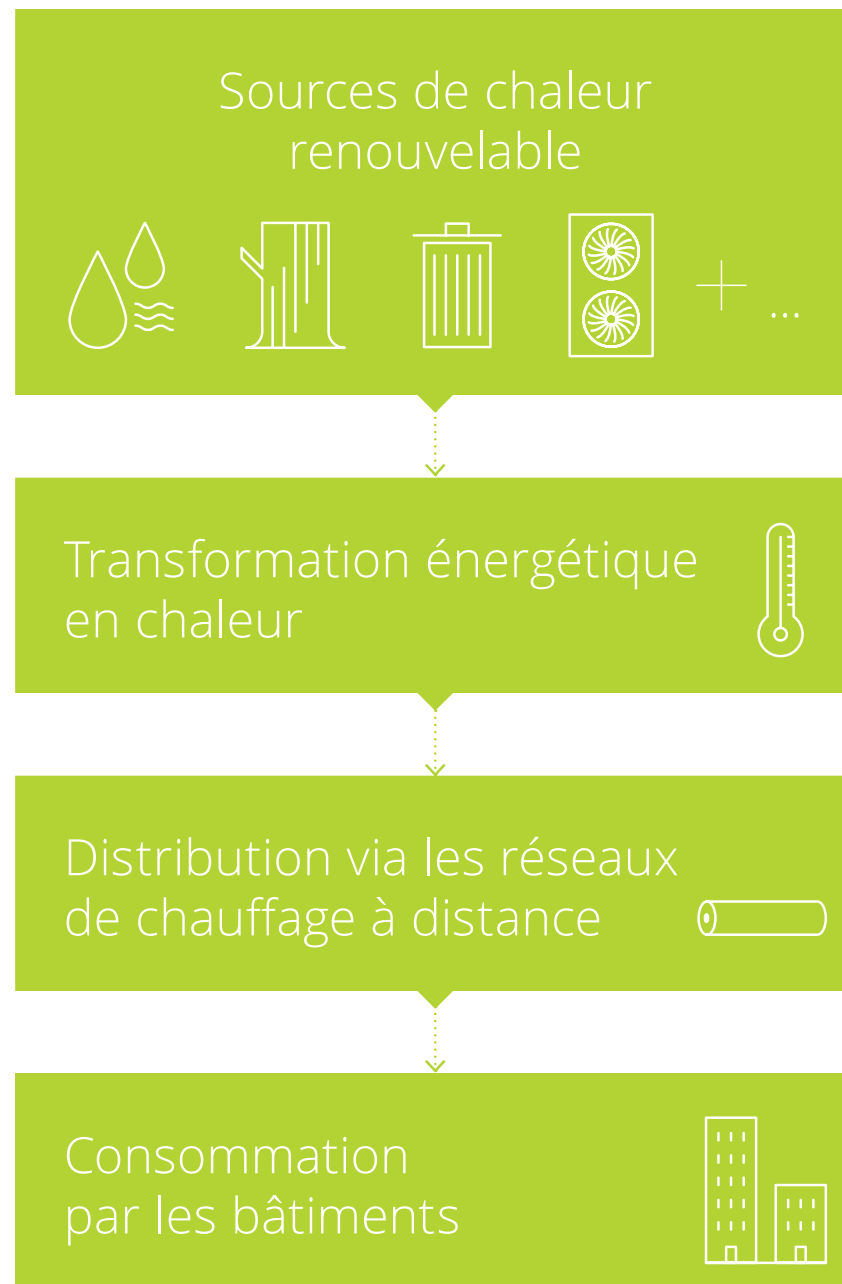 Sources de chaleur
renouvelable
+ ...
Transformation énergétique
en chaleur
Distribution via les réseaux
de chauffage à distance
Consommation
par les bâtiments